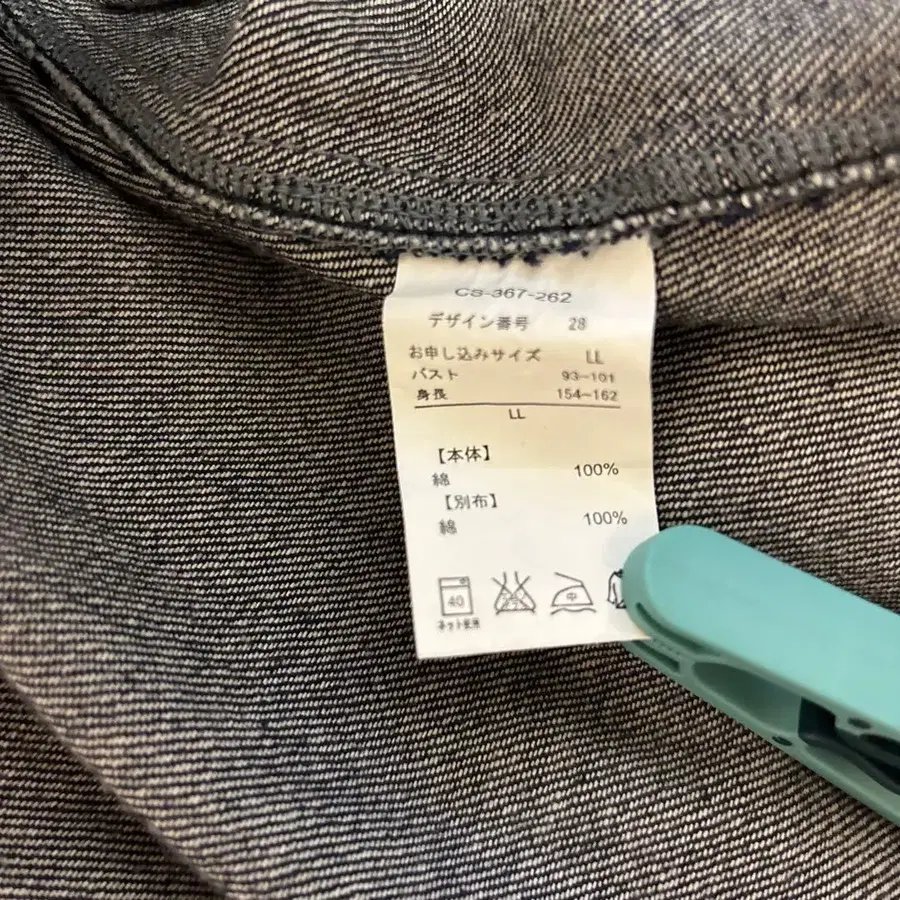 CS-367-262
デザイン番号 28
お申し込みサイズ LL
バスト 93-101
身長 154~162
LL
【本体】
綿 100%
【別布】
綿 100%
40 中
ネット使用